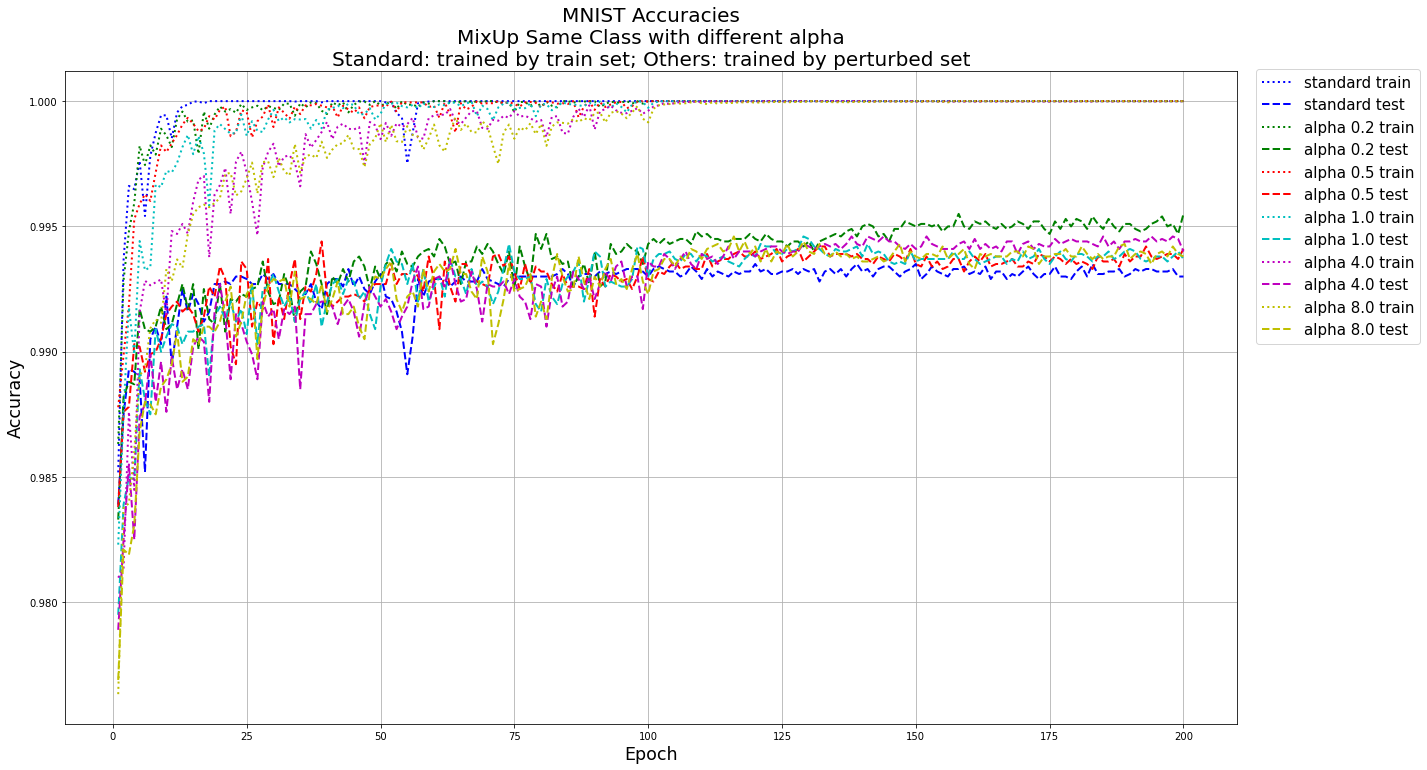 MNIST Accuracies
MixUp Same Class with different alpha
Standard: trained by train set; Others: trained by perturbed set
1.000
0.995
0.990
0.985
0.980
Accuracy
0
25
50
75
100
125
150
175
200
Epoch
standard train
standard test
alpha 0.2 train
alpha 0.2 test
alpha 0.5 train
alpha 0.5 test
alpha 1.0 train
alpha 1.0 test
alpha 4.0 train
alpha 4.0 test
alpha 8.0 train
alpha 8.0 test